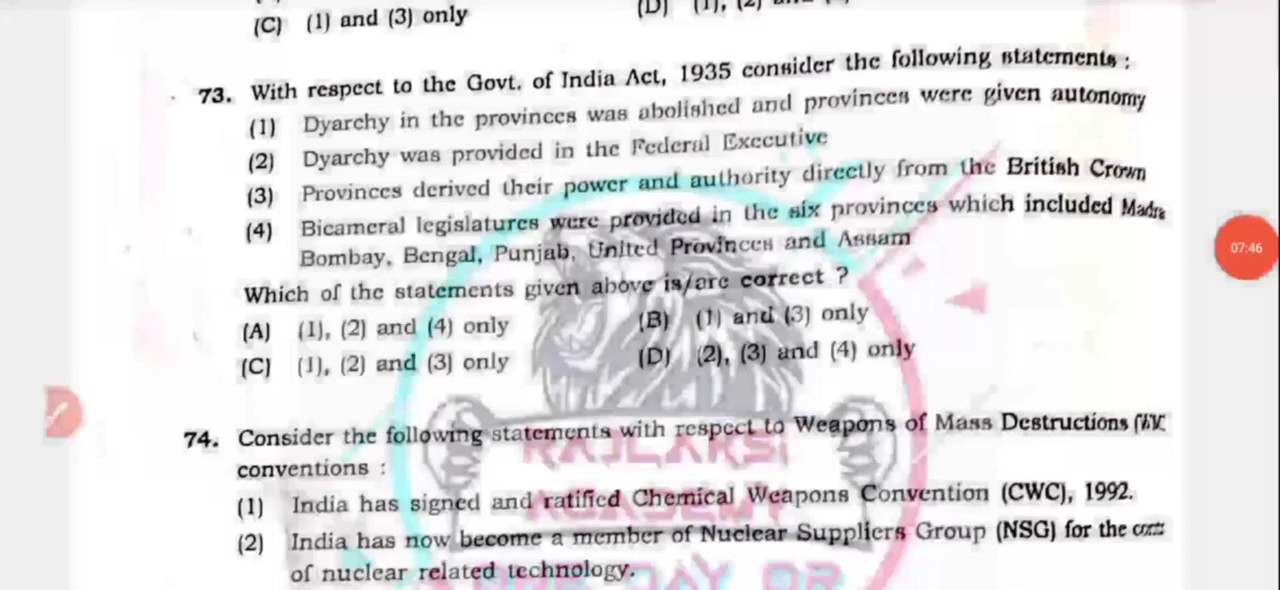 (C) (1) and (3) only
(D) (1), (2)
73. With respect to the Govt. of India Act, 1935 consider the following statements :
(1) Dyarchy in the provinces was abolished and provinces were given autonomy
(2) Dyarchy was provided in the Federal Executive
(3) Provinces derived their power and authority directly from the British Crown
(4) Bicameral legislatures were provided in the six provinces which included
Bombay, Bengal, Punjab, United Provinces and Assam
Which of the statements given above is/are correct ?
(A) (1), (2) and (4) only
(B) (1) and (3) only
(C) (1), (2) and (3) only
(D) (2), (3) and (4) only
07:46
74. Consider the following statements with respect to Weapons of Mass Destructions
conventions :
(1) India has signed and ratified Chemical Weapons Convention (CWC), 1992.
(2) India has now become a member of Nuclear Suppliers Group (NSG) for the
of nuclear related technology.
RAJLAKSI
ACADEMY
ONE DAY OR